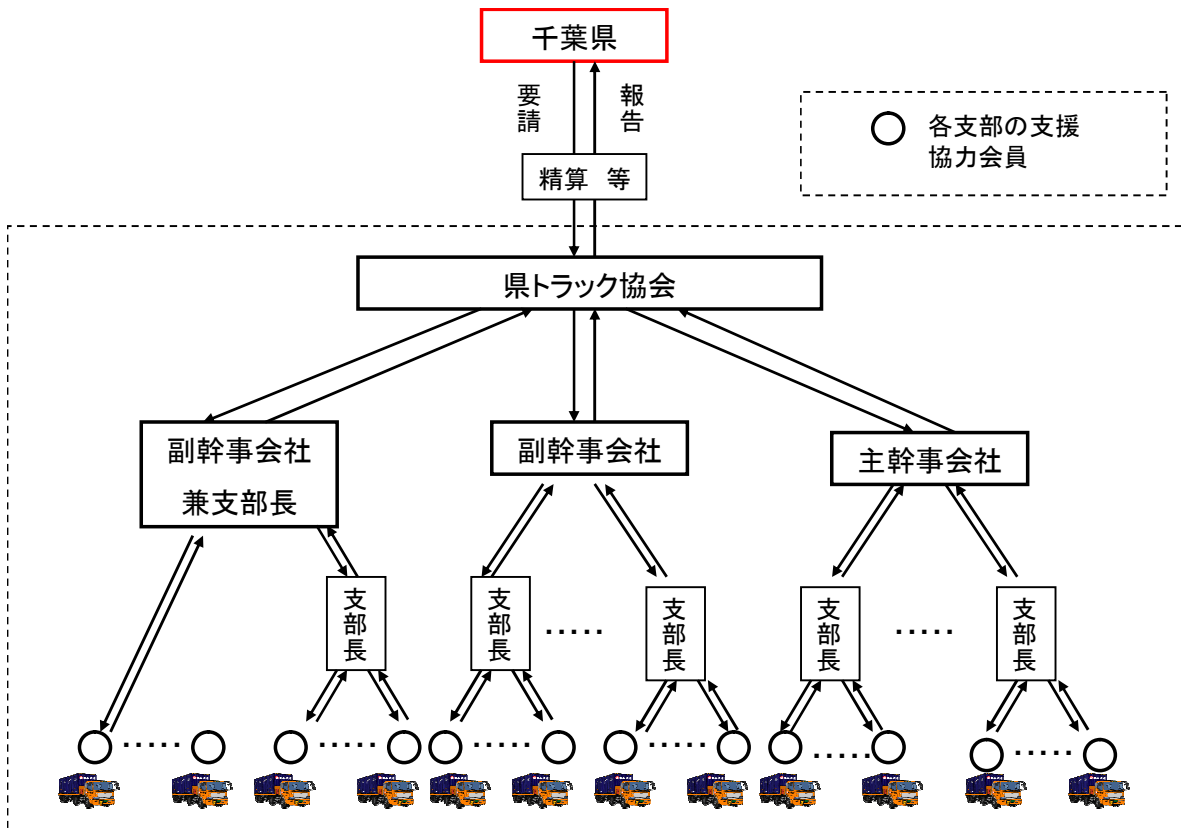 千葉県
要請
報告
精算 等
各支部の支援
協力会員
県トラック協会
副幹事会社
兼支部長
副幹事会社
主幹事会社
支部長
支部長
・・・・・
支部長
支部長
・・・・・
支部長
・・・・・
・・・・・
・・・・・
・・・・・
・・・・・
・・・・・